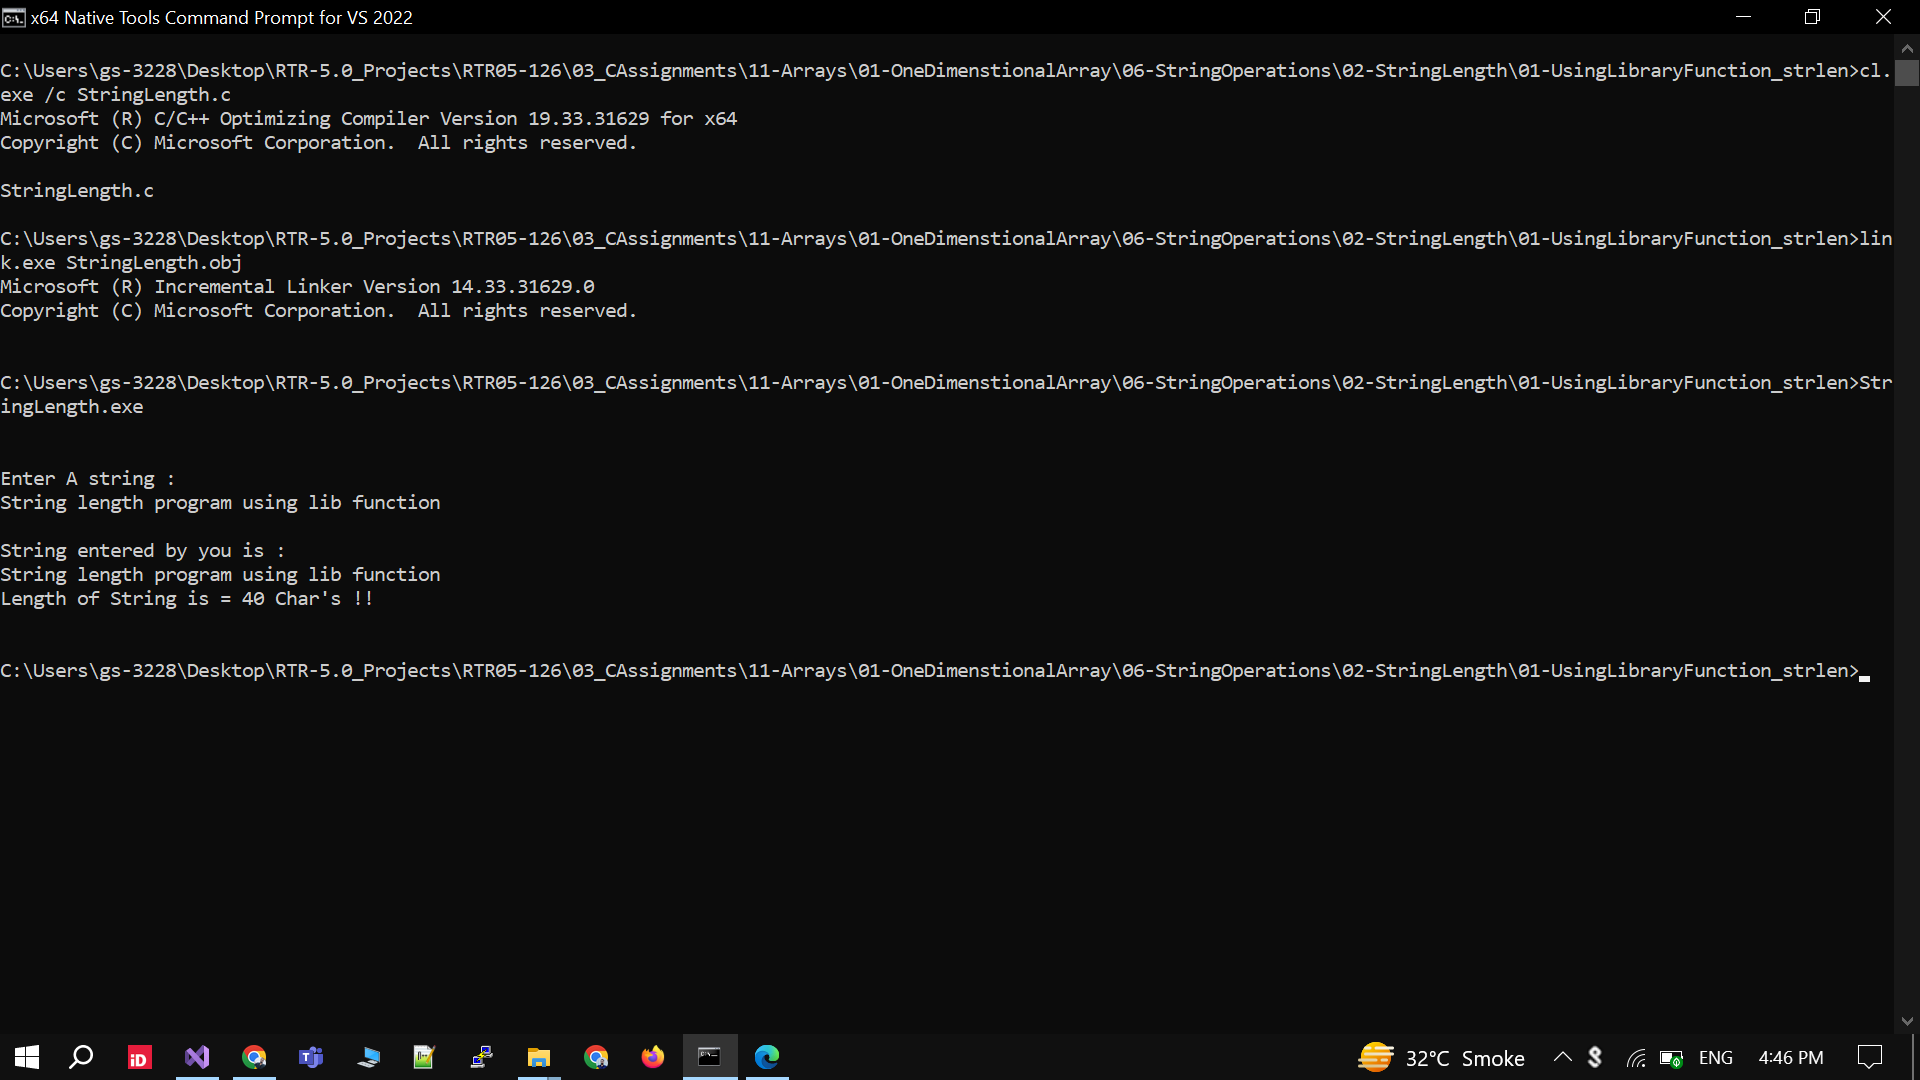 x64 Native Tools Command Prompt for VS 2022
C:\Users\gs-3228\Desktop\RTR-5.0_Projects\RTR05-126\03_CAssignments\11-Arrays\01-OneDimenstionalArray\06-StringOperations\02-StringLength\01-UsingLibraryFunction_strlen>cl.
exe /c StringLength.c
Microsoft (R) C/C++ Optimizing Compiler Version 19.33.31629 for x64
Copyright (C) Microsoft Corporation.  All rights reserved.
StringLength.c
C:\Users\gs-3228\Desktop\RTR-5.0_Projects\RTR05-126\03_CAssignments\11-Arrays\01-OneDimenstionalArray\06-StringOperations\02-StringLength\01-UsingLibraryFunction_strlen>lin
k.exe StringLength.obj
Microsoft (R) Incremental Linker Version 14.33.31629.0
Copyright (C) Microsoft Corporation.  All rights reserved.
C:\Users\gs-3228\Desktop\RTR-5.0_Projects\RTR05-126\03_CAssignments\11-Arrays\01-OneDimenstionalArray\06-StringOperations\02-StringLength\01-UsingLibraryFunction_strlen>Str
ingLength.exe
Enter A string :
String length program using lib function
String entered by you is :
String length program using lib function
Length of String is = 40 Char's !!
C:\Users\gs-3228\Desktop\RTR-5.0_Projects\RTR05-126\03_CAssignments\11-Arrays\01-OneDimenstionalArray\06-StringOperations\02-StringLength\01-UsingLibraryFunction_strlen>
iD
32°C Smoke ENG 4:46 PM